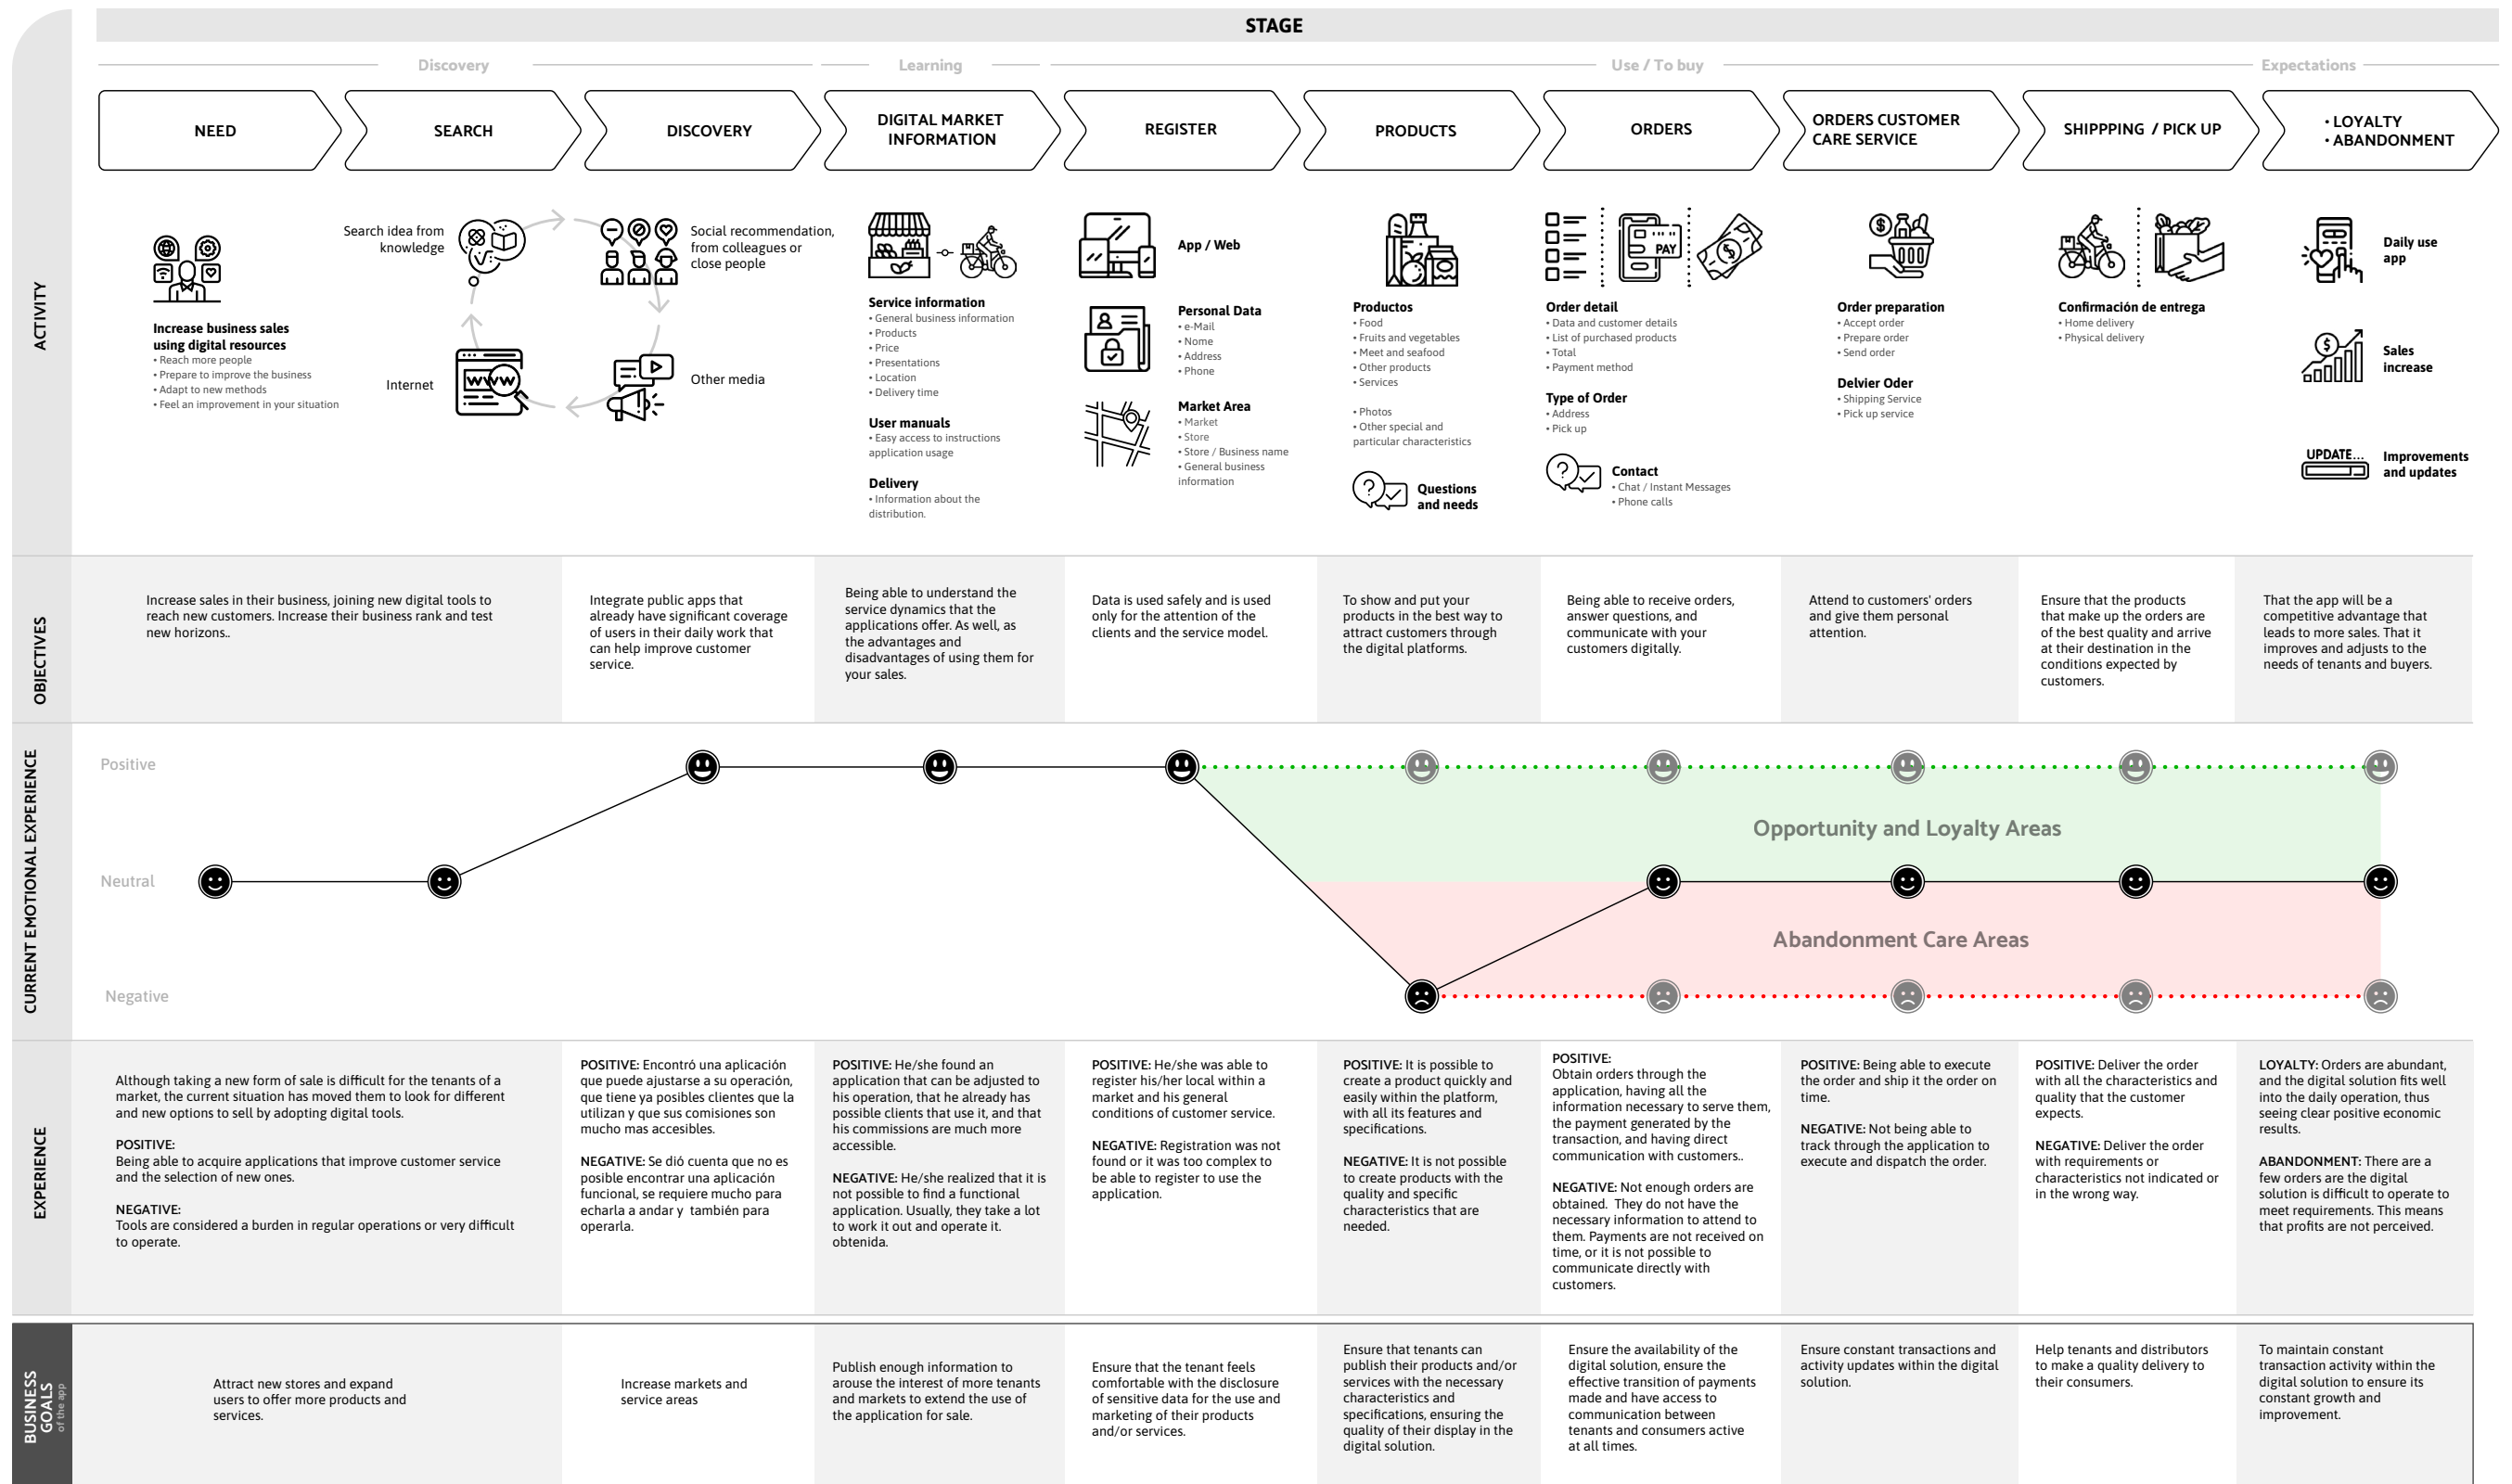 STAGE
Discovery
Learning
Use / To buy
Expectations
NEED
SEARCH
DISCOVERY
DIGITAL MARKET
INFORMATION
REGISTER
PRODUCTS
ORDERS
ORDERS CUSTOMER
CARE SERVICE
SHIPPPING / PICK UP
• LOYALTY
• ABANDONMENT
ACTIVITY
Increase business sales
using digital resources
• Reach more people
• Prepare to improve the business
• Adapt to new methods
• Feel an improvement in your situation
Search idea from
knowledge
Social recommendation,
from colleagues or
close people
Internet
www
Other media
Service information
• General business information
• Products
• Price
• Presentations
• Location
• Delivery time
User manuals
• Easy access to instructions
application usage
Delivery
• Information about the
distribution.
App / Web
Personal Data
• e-Mail
• Nome
• Address
• Phone
Market Area
• Market
• Store
• Store / Business name
• General business
information
Productos
• Food
• Fruits and vegetables
• Meet and seafood
• Other products
• Services
• Photos
• Other special and
particular characteristics
Questions
and needs
PAY
Order detail
• Data and customer details
• List of purchased products
• Total
• Payment method
Type of Order
• Address
• Pick up
Contact
• Chat / Instant Messages
• Phone calls
Order preparation
• Accept order
• Prepare order
• Send order
Delvier Oder
• Shipping Service
• Pick up service
Confirmación de entrega
• Home delivery
• Physical delivery
Daily use
app
Sales
increase
UPDATE...
Improvements
and updates
OBJECTIVES
Increase sales in their business, joining new digital tools to
reach new customers. Increase their business rank and test
new horizons..
Integrate public apps that
already have significant coverage
of users in their daily work that
can help improve customer
service.
Being able to understand the
service dynamics that the
applications offer. As well, as
the advantages and
disadvantages of using them for
your sales.
Data is used safely and is used
only for the attention of the
clients and the service model.
To show and put your
products in the best way to
attract customers through
the digital platforms.
Being able to receive orders,
answer questions, and
communicate with your
customers digitally.
Attend to customers' orders
and give them personal
attention.
Ensure that the products
that make up the orders are
of the best quality and arrive
at their destination in the
conditions expected by
customers.
That the app will be a
competitive advantage that
leads to more sales. That it
improves and adjusts to the
needs of tenants and buyers.
CURRENT EMOTIONAL EXPERIENCE
Positive
Neutral
Negative
Opportunity and Loyalty Areas
Abandonment Care Areas
EXPERIENCE
Although taking a new form of sale is difficult for the tenants of a
market, the current situation has moved them to look for different
and new options to sell by adopting digital tools.
POSITIVE:
Being able to acquire applications that improve customer service
and the selection of new ones.
NEGATIVE:
Tools are considered a burden in regular operations or very difficult
to operate.
POSITIVE: Encontró una aplicación
que puede ajustarse a su operación,
que tiene ya posibles clientes que la
utilizan y que sus comisiones son
mucho mas accesibles.
NEGATIVE: Se dió cuenta que no es
posible encontrar una aplicación
funcional, se requiere mucho para
echarla a andar y también para
operarla.
POSITIVE: He/she found an
application that can be adjusted to
his operation, that he already has
possible clients that use it, and that
his commissions are much more
accessible.
NEGATIVE: He/she realized that it is
not possible to find a functional
application. Usually, they take a lot
to work it out and operate it.
obtenida.
POSITIVE: He/she was able to
register his/her local within a
market and his general
conditions of customer service.
NEGATIVE: Registration was not
found or it was too complex to
be able to register to use the
application.
POSITIVE: It is possible to
create a product quickly and
easily within the platform,
with all its features and
specifications.
NEGATIVE: It is not possible
to create products with the
quality and specific
characteristics that are
needed.
POSITIVE:
Obtain orders through the
application, having all the
information necessary to serve them,
the payment generated by the
transaction, and having direct
communication with customers..
NEGATIVE: Not enough orders are
obtained. They do not have the
necessary information to attend to
them. Payments are not received on
time, or it is not possible to
communicate directly with
customers.
POSITIVE: Being able to execute
the order and ship it the order on
time.
NEGATIVE: Not being able to
track through the application to
execute and dispatch the order.
POSITIVE: Deliver the order
with all the characteristics and
quality that the customer
expects.
NEGATIVE: Deliver the order
with requirements or
characteristics not indicated or
in the wrong way.
LOYALTY: Orders are abundant,
and the digital solution fits well
into the daily operation, thus
seeing clear positive economic
results.
ABANDONMENT: There are a
few orders are the digital
solution is difficult to operate to
meet requirements. This means
that profits are not perceived.
BUSINESS
GOALS
of the app
Attract new stores and expand
users to offer more products and
services.
Increase markets and
service areas
Publish enough information to
arouse the interest of more tenants
and markets to extend the use of
the application for sale.
Ensure that the tenant feels
comfortable with the disclosure
of sensitive data for the use and
marketing of their products
and/or services.
Ensure that tenants can
publish their products and/or
services with the necessary
characteristics and
specifications, ensuring the
quality of their display in the
digital solution.
Ensure the availability of the
digital solution, ensure the
effective transition of payments
made and have access to
communication between
tenants and consumers active
at all times.
Ensure constant transactions and
activity updates within the digital
solution.
Help tenants and distributors
to make a quality delivery to
their consumers.
To maintain constant
transaction activity within the
digital solution to ensure its
constant growth and
improvement.